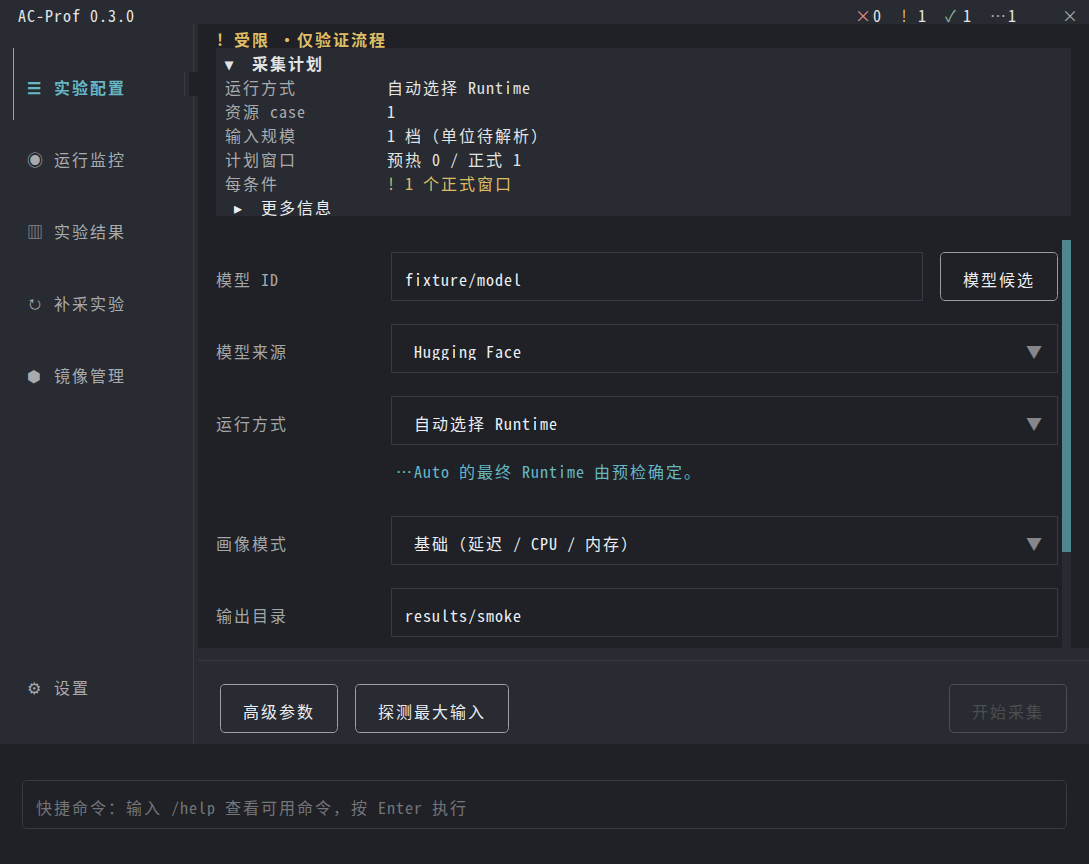 AC-Prof 0.3.0
×0 ! 1 ✓ 1 …1 ×
! 受限 ·仅验证流程
▼ 采集计划
运行方式 自动选择 Runtime
资源 case 1
输入规模 1 档（单位待解析）
计划窗口 预热 0 / 正式 1
每条件 ! 1 个正式窗口
▶ 更多信息
☰ 实验配置
◉ 运行监控
▥ 实验结果
↻ 补采实验
⬢ 镜像管理
⚙ 设置
模型 ID fixture/model 模型候选
模型来源 Hugging Face ▼
运行方式 自动选择 Runtime ▼
…Auto 的最终 Runtime 由预检确定。
画像模式 基础（延迟 / CPU / 内存） ▼
输出目录 results/smoke
高级参数 探测最大输入 开始采集
快捷命令：输入 /help 查看可用命令，按 Enter 执行